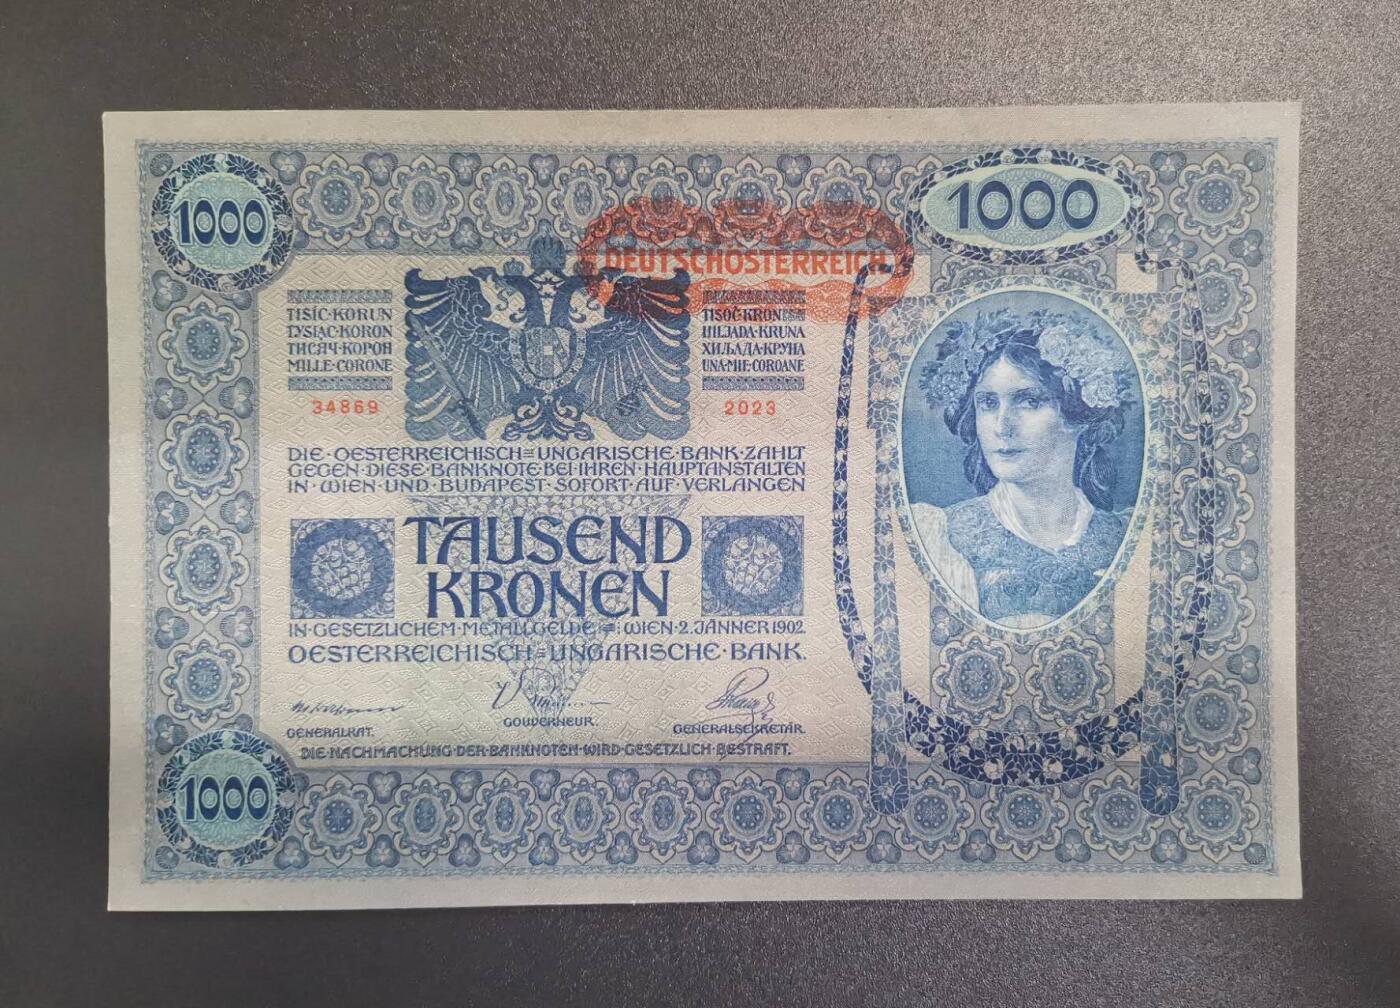 1000
1000
DEUTSCHÖSTERREICH
TISÍC·KORUN
TYSIĄC·KORON
ТИСЯЧ·КОРОН
MILLE·CORONE
TISOČ·KRON
HILJADA·KRUNA
ХИЉАДА·КРУНА
UNA·MIE·COROANE
34869
2023
DIE·OESTERREICHISCH=UNGARISCHE·BANK·ZAHLT
GEGEN·DIESE·BANKNOTE·BEI·IHREN·HAUPTANSTALTEN
IN·WIEN·UND·BUDAPEST·SOFORT·AUF·VERLANGEN
TAUSEND
KRONEN
IN·GESETZLICHEM·METALLGELDE=:WIEN·2·JÄNNER 1902.
OESTERREICHISCH=UNGARISCHE·BANK.
GENERALRAT.
GOUVERNEUR.
GENERALSEKRETÄR.
DIE·NACHMACHUNG·DER·BANKNOTEN·WIRD·GESETZLICH·BESTRAFT.
1000